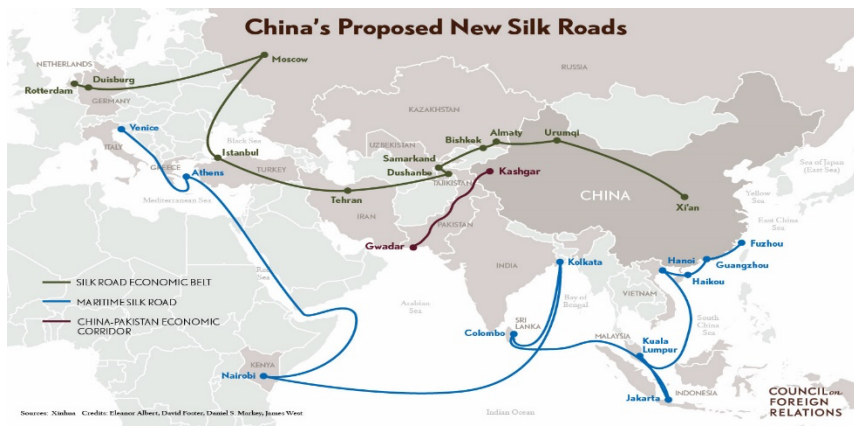 China's Proposed New Silk Roads
NETHERLANDS
Rotterdam
Duisburg
GERMANY
Moscow
RUSSIA
Venice
ITALY
GREECE
Athens
Mediterranean Sea
Black Sea
Istanbul
TURKEY
KAZAKHSTAN
UZBEKISTAN
Bishkek
Almaty
Urumqi
Samarkand
Dushanbe
TAJIKISTAN
Kashgar
Tehran
IRAN
PAKISTAN
Gwadar
CHINA
Xi'an
Sea of Japan
(East Sea)
Yellow
Sea
East China
Sea
Fuzhou
Guangzhou
Haikou
Hanoi
VIETNAM
South
China Sea
INDIA
Kolkata
Bay of
Bengal
Arabian
Sea
Red
Sea
SILK ROAD ECONOMIC BELT
MARITIME SILK ROAD
CHINA-PAKISTAN ECONOMIC
CORRIDOR
Colombo
SRI
LANKA
MALAYSIA
Kuala
Lumpur
Jakarta
INDONESIA
KENYA
Nairobi
Indian Ocean
COUNCIL on
FOREIGN
RELATIONS
Sources: Xinhua Credits: Eleanor Albert, David Foster, Daniel S. Markey, James West